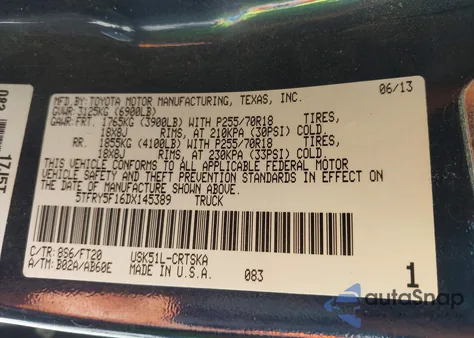 MFD.BY: TOYOTA MOTOR MANUFACTURING, TEXAS, INC. 06/13
GVWR: 3125KG (6900LB)
GAWR: FRT. 1765KG (3900LB) WITH P255/70R18 TIRES,
18X8J RIMS, AT 210KPA (30PSI) COLD.
RR. 1855KG (4100LB) WITH P255/70R18 TIRES,
18X8J RIMS, AT 230KPA (33PSI) COLD.
THIS VEHICLE CONFORMS TO ALL APPLICABLE FEDERAL MOTOR
VEHICLE SAFETY AND THEFT PREVENTION STANDARDS IN EFFECT ON
THE DATE OF MANUFACTURE SHOWN ABOVE.
5TFRY5F16DX145389 TRUCK
C/TR: 8S6/FT20 USK51L-CRTSKA
A/TM: B02A/AB60E MADE IN U.S.A. 083 1
autoSnap